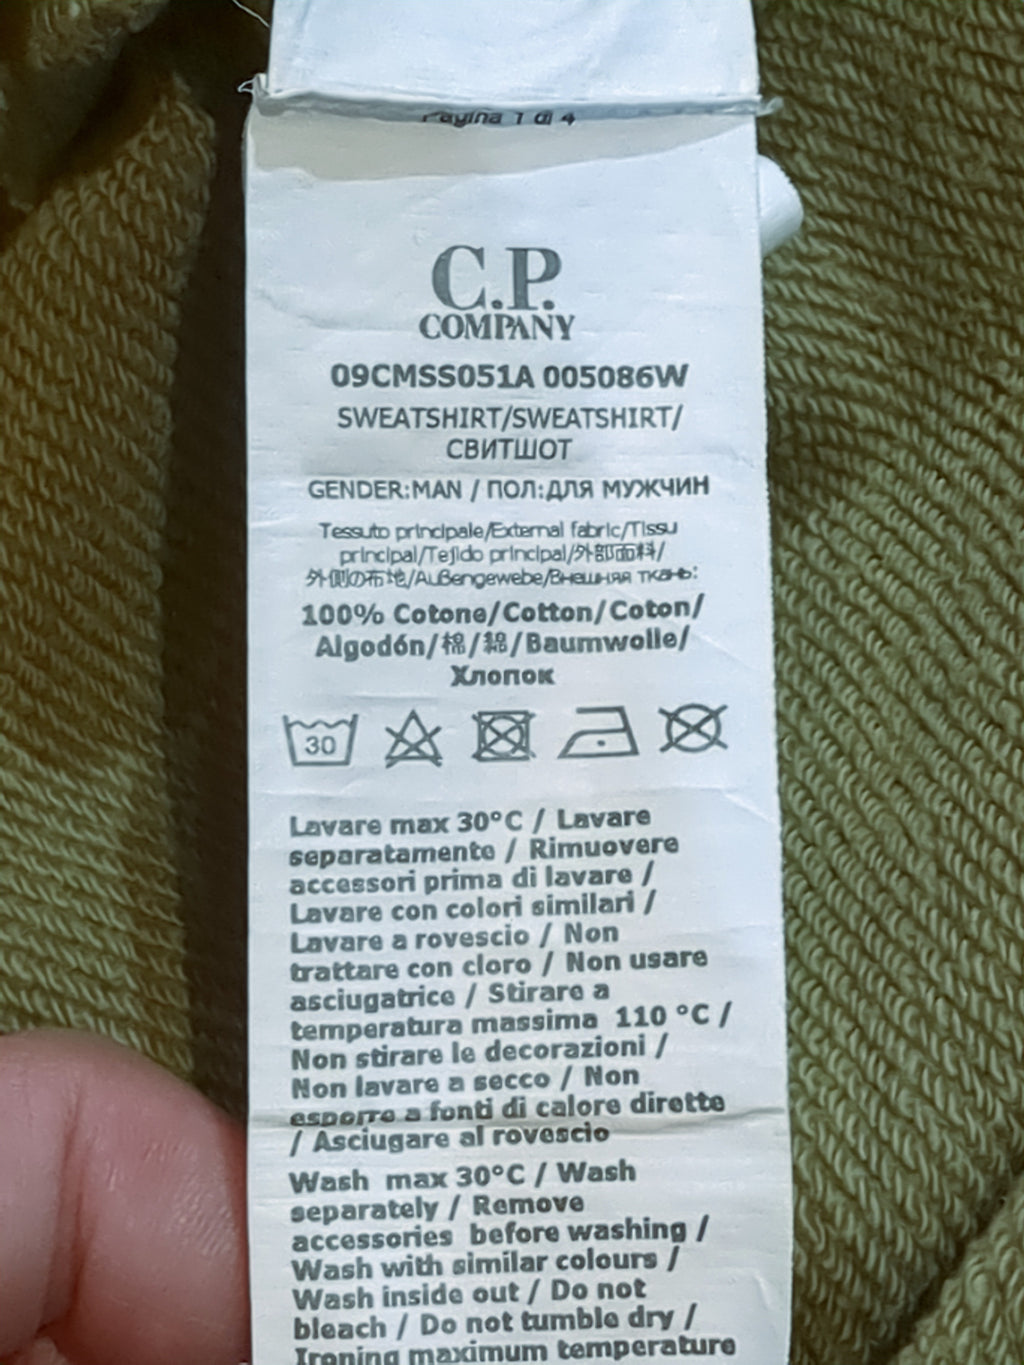 Pagina 1 di 4
C.P.
COMPANY
09CMSS051A 005086W
SWEATSHIRT/SWEATSHIRT/
СВИТШОТ
GENDER:MAN / ПОЛ:ДЛЯ МУЖЧИН
Tessuto principale/External fabric/Tissu
principal/Tejido principal/外部面料/
外側の布地/Außengewebe/Внешняя ткань:
100% Cotone/Cotton/Coton/
Algodón/棉/綿/Baumwolle/
Хлопок
30
Lavare max 30°C / Lavare
separatamente / Rimuovere
accessori prima di lavare /
Lavare con colori similari /
Lavare a rovescio / Non
trattare con cloro / Non usare
asciugatrice / Stirare a
temperatura massima 110 °C /
Non stirare le decorazioni /
Non lavare a secco / Non
esporre a fonti di calore dirette
/ Asciugare al rovescio
Wash max 30°C / Wash
separately / Remove
accessories before washing /
Wash with similar colours /
Wash inside out / Do not
bleach / Do not tumble dry /
Ironing maximum temperature